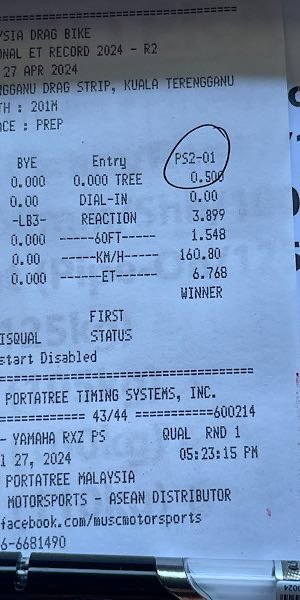 YSIA DRAG BIKE
ONAL ET RECORD 2024 - R2
27 APR 2024
NGGANU DRAG STRIP, KUALA TERENGGANU
TH : 201M
ACE : PREP
BYE Entry PS2-01
0.000 0.000 TREE 0.500
0.00 DIAL-IN 0.00
-LB3- REACTION 3.899
0.000 ------60FT----- 1.548
0.00 ------KM/H----- 160.80
0.000 -------ET------ 6.768
WINNER
FIRST
ISQUAL STATUS
start Disabled
PORTATREE TIMING SYSTEMS, INC.
============ 43/44 ===========600214
- YAMAHA RXZ PS QUAL RND 1
l 27, 2024 05:23:15 PM
PORTATREE MALAYSIA
MOTORSPORTS - ASEAN DISTRIBUTOR
facebook.com/muscmotorsports
6-6681490